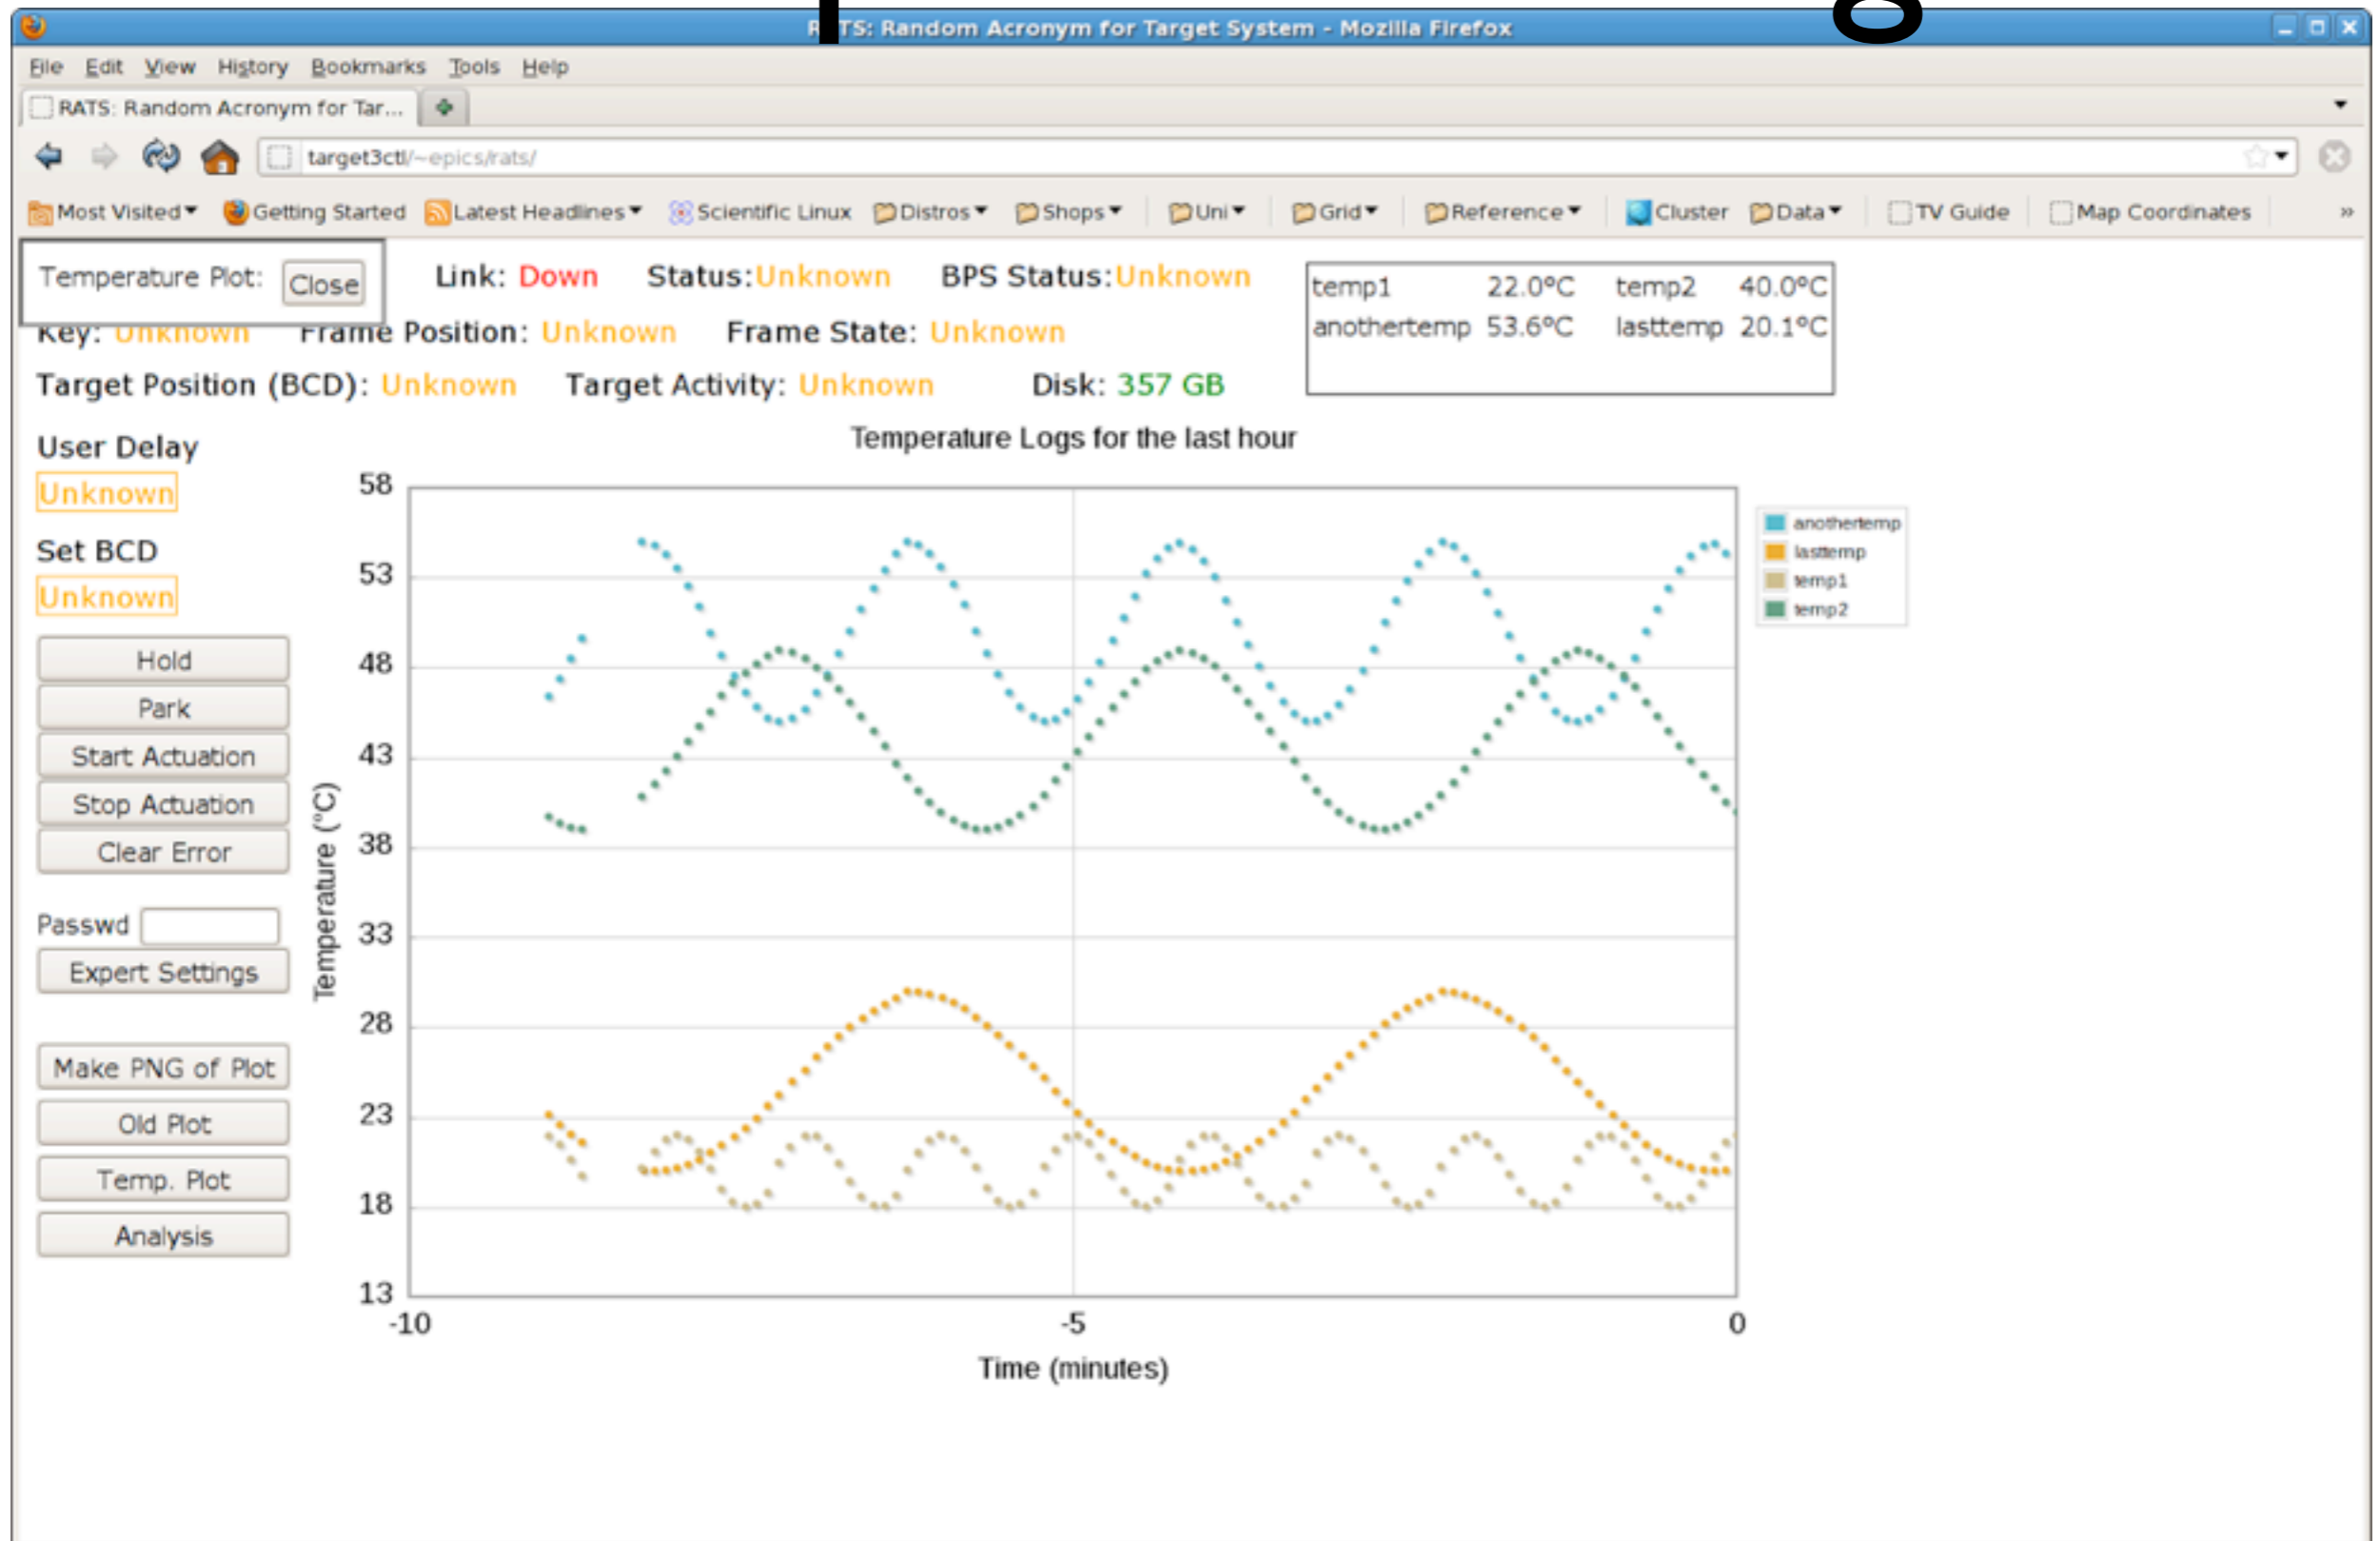 RATS: Random Acronym for Target System - Mozilla Firefox
File Edit View History Bookmarks Tools Help
RATS: Random Acronym for Tar...
target3ctl/~epics/rats/
Most Visited Getting Started Latest Headlines Scientific Linux Distros Shops Uni Grid Reference Cluster Data TV Guide Map Coordinates »
Temperature Plot: Close Link: Down Status:Unknown BPS Status:Unknown
temp1 22.0°C temp2 40.0°C
anothertemp 53.6°C lasttemp 20.1°C
Key: Unknown Frame Position: Unknown Frame State: Unknown
Target Position (BCD): Unknown Target Activity: Unknown Disk: 357 GB
User Delay
Unknown
Set BCD
Unknown
Hold
Park
Start Actuation
Stop Actuation
Clear Error
Passwd
Expert Settings
Make PNG of Plot
Old Plot
Temp. Plot
Analysis
Temperature Logs for the last hour
Temperature (°C)
58
53
48
43
38
33
28
23
18
13
-10 -5 0
Time (minutes)
anothertemp
lasttemp
temp1
temp2